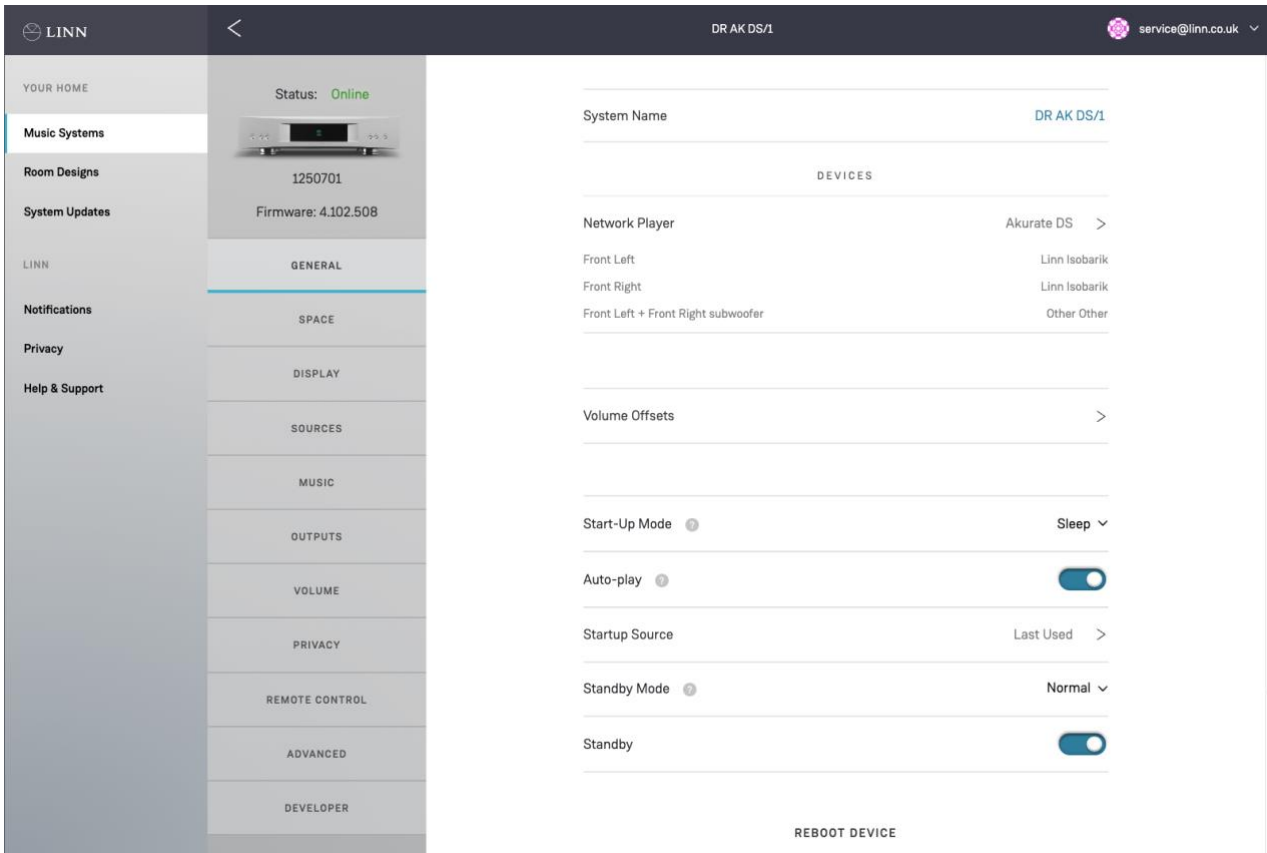 LINN
DR AK DS/1
service@linn.co.uk
YOUR HOME
Music Systems
Room Designs
System Updates
LINN
Notifications
Privacy
Help & Support
Status: Online
1250701
Firmware: 4.102.508
GENERAL
SPACE
DISPLAY
SOURCES
MUSIC
OUTPUTS
VOLUME
PRIVACY
REMOTE CONTROL
ADVANCED
DEVELOPER
System Name DR AK DS/1
DEVICES
Network Player Akurate DS >
Front Left Linn Isobarik
Front Right Linn Isobarik
Front Left + Front Right subwoofer Other Other
Volume Offsets >
Start-Up Mode ? Sleep
Auto-play ?
Startup Source Last Used >
Standby Mode ? Normal
Standby
REBOOT DEVICE